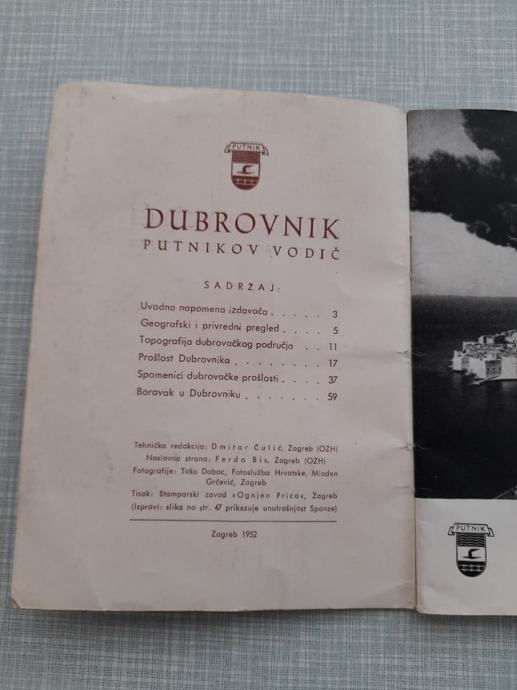 PUTNIK
DUBROVNIK
PUTNIKOV VODIČ
SADRŽAJ:
Uvodna napomena izdavača . . . . . 3
Geografski i privredni pregled . . . . 5
Topografija dubrovačkog područja . . 11
Prošlost Dubrovnika . . . . . . . . 17
Spomenici dubrovačke prošlosti . . . . 37
Boravak u Dubrovniku . . . . . . . 59
Tehnička redakcija: Dmitar Čulić, Zagreb (OZH)
Naslovna strana: Ferdo Bis, Zagreb (OZH)
Fotografije: Toša Dabac, Fotoslužba Hrvatske, Mladen
Grčević, Zagreb
Tisak: Štamparski zavod »Ognjen Prica«, Zagreb
(Ispravi: slika na str. 47 prikazuje unutrašnjost Sponze)
Zagreb 1952
PUTNIK